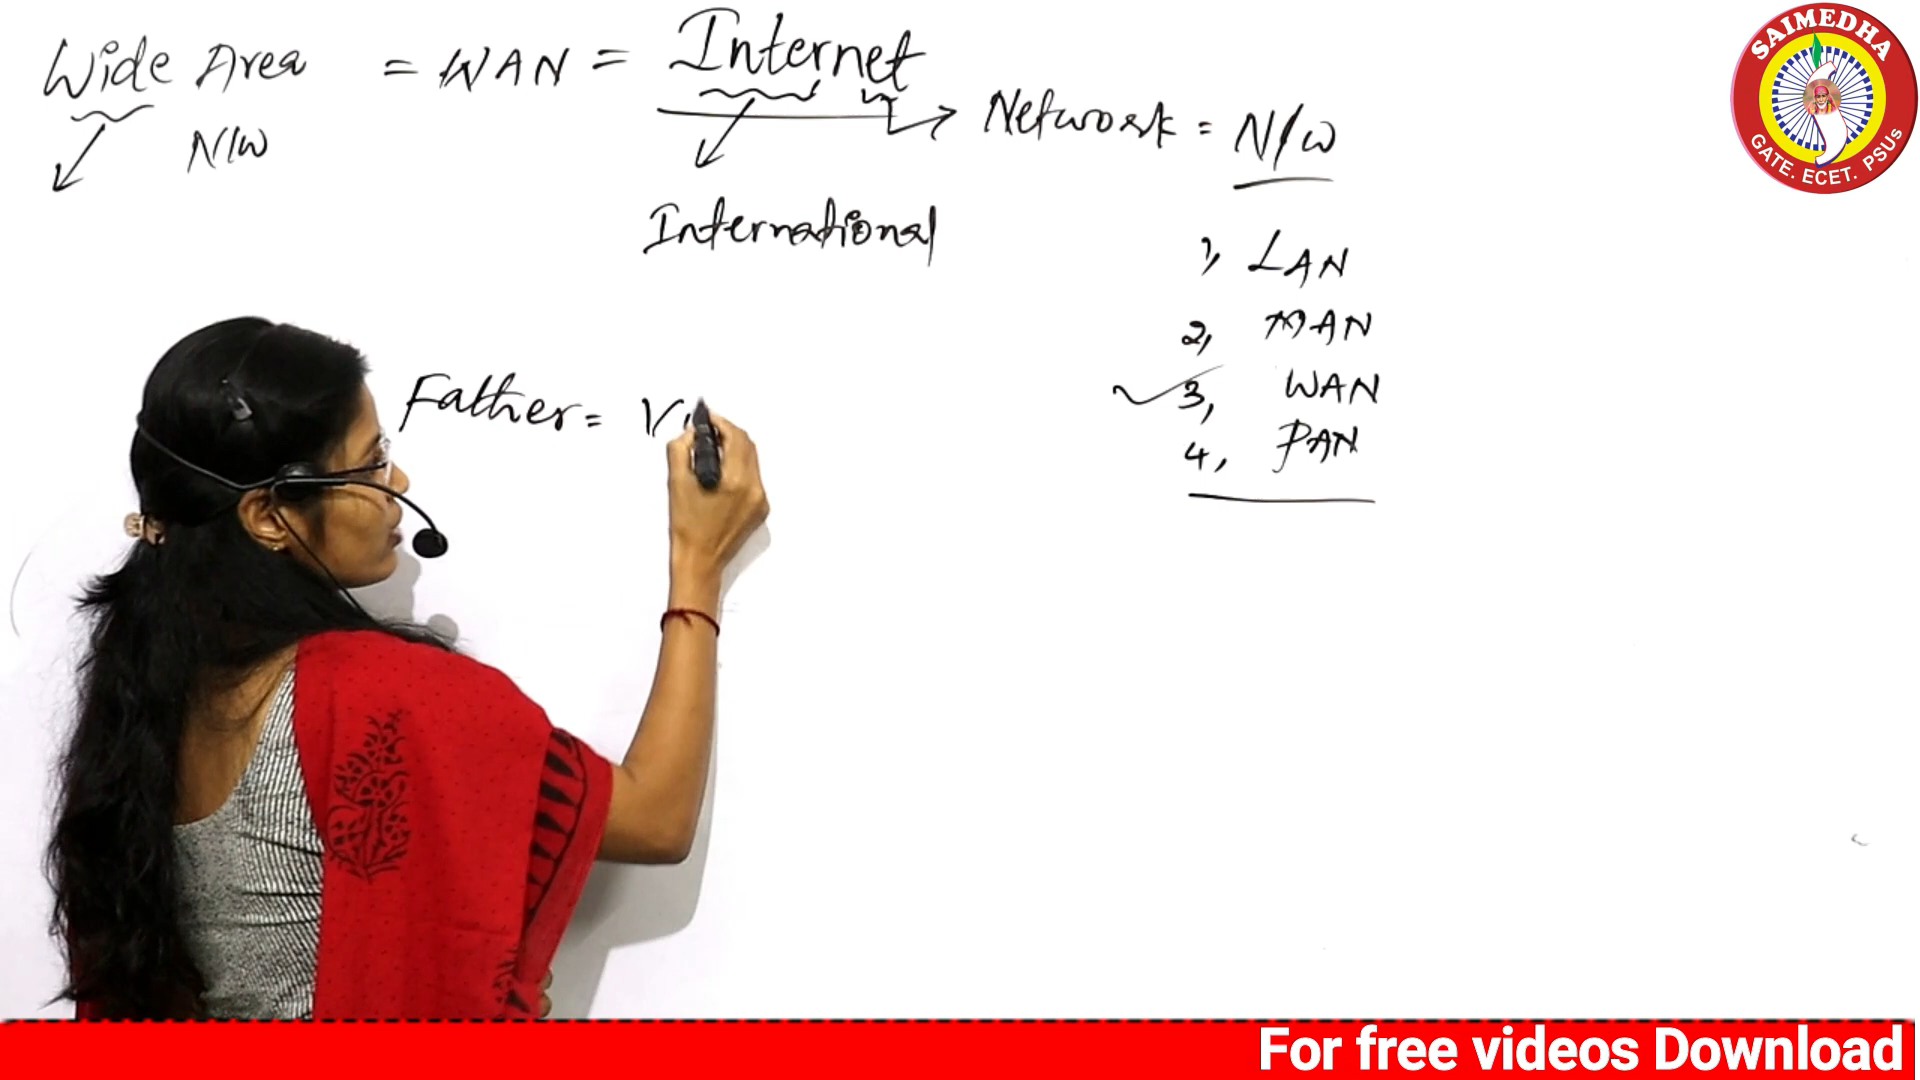 Wide Area = WAN = Internet
N/W
Network = N/W
International
1, LAN
2, MAN
3, WAN
4, PAN
Father = V
SAIMEDHA
GATE. ECET. PSUs
For free videos Download